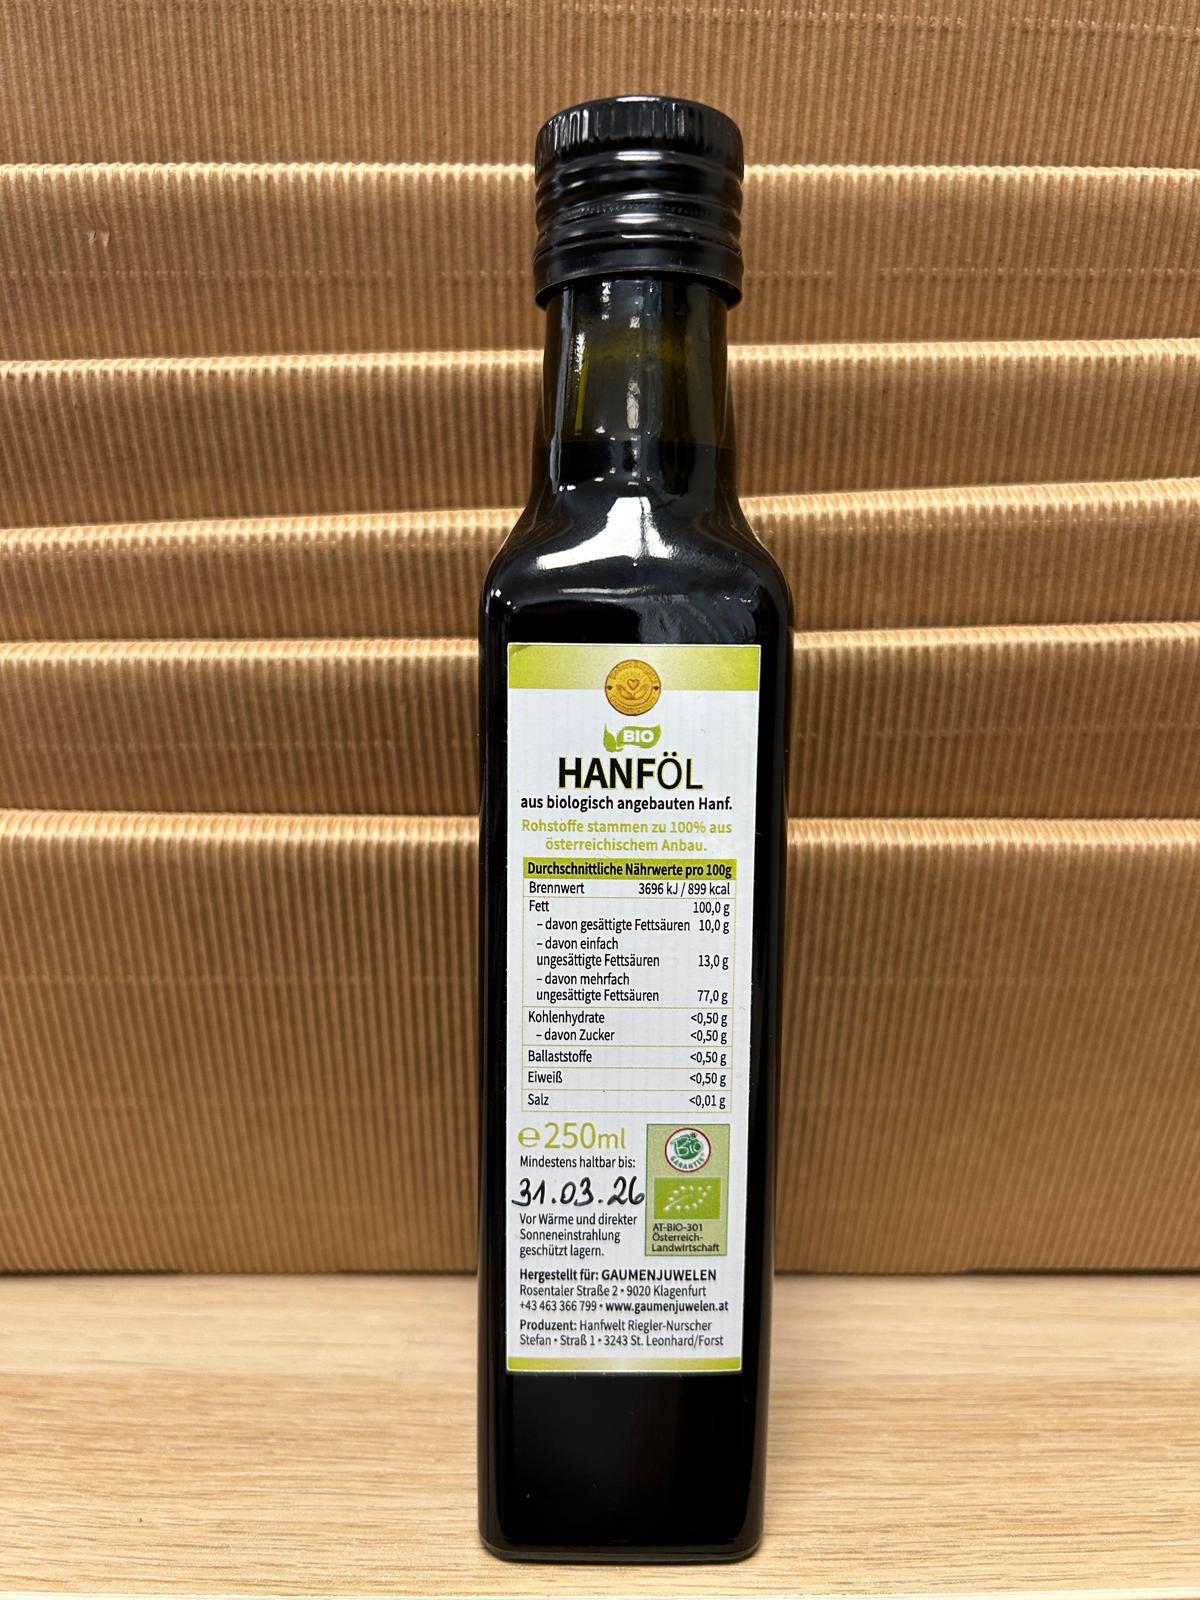 BIO
HANFÖL
aus biologisch angebauten Hanf.
Rohstoffe stammen zu 100% aus
österreichischem Anbau.
Durchschnittliche Nährwerte pro 100g
Brennwert 3696 kJ / 899 kcal
Fett 100,0 g
– davon gesättigte Fettsäuren 10,0 g
– davon einfach
ungesättigte Fettsäuren 13,0 g
– davon mehrfach
ungesättigte Fettsäuren 77,0 g
Kohlenhydrate <0,50 g
– davon Zucker <0,50 g
Ballaststoffe <0,50 g
Eiweiß <0,50 g
Salz <0,01 g
℮250ml
Mindestens haltbar bis:
31.03.26
Vor Wärme und direkter
Sonneneinstrahlung
geschützt lagern.
Bio
GARANTIE
AT-BIO-301
Österreich-
Landwirtschaft
Hergestellt für: GAUMENJUWELEN
Rosentaler Straße 2 • 9020 Klagenfurt
+43 463 366 799 • www.gaumenjuwelen.at
Produzent: Hanfwelt Riegler-Nurscher
Stefan • Straß 1 • 3243 St. Leonhard/Forst